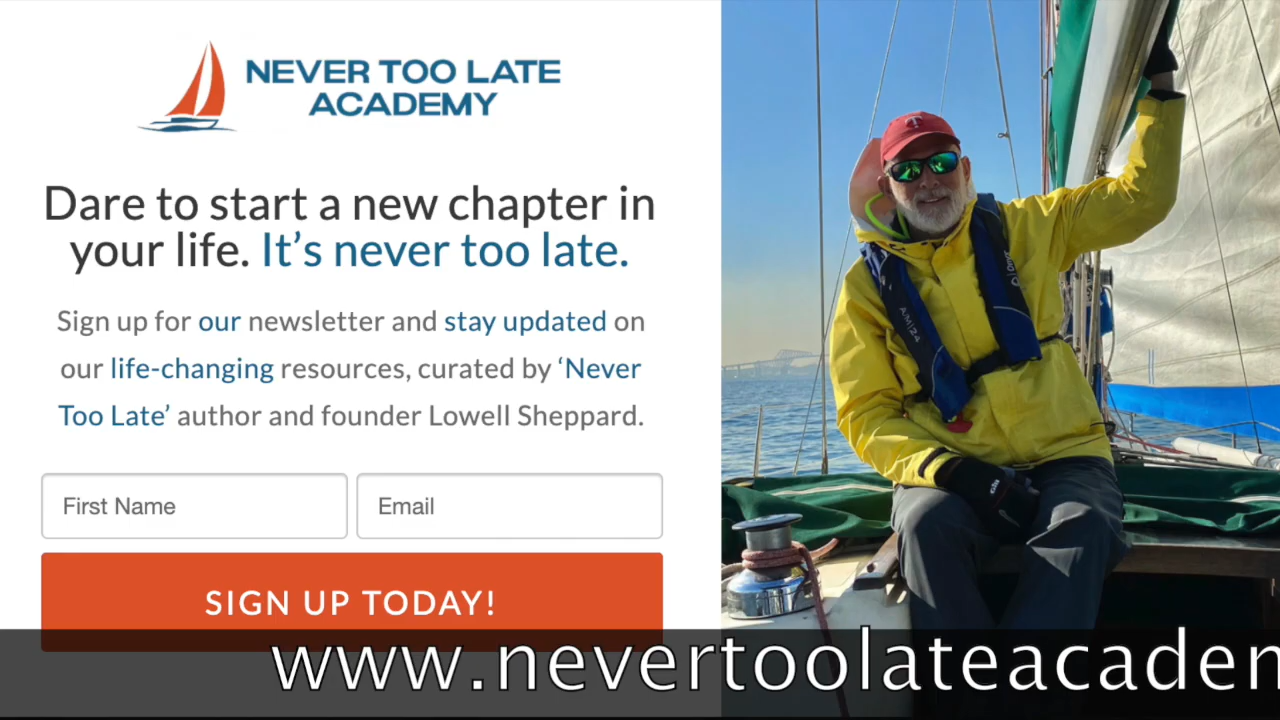 NEVER TOO LATE
ACADEMY
Dare to start a new chapter in
your life. It’s never too late.
Sign up for our newsletter and stay updated on
our life-changing resources, curated by ‘Never
Too Late’ author and founder Lowell Sheppard.
First Name
Email
SIGN UP TODAY!
www.nevertoolateacadem
T